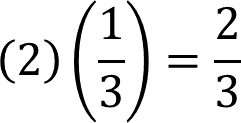 (2)(1/3) = 2/3